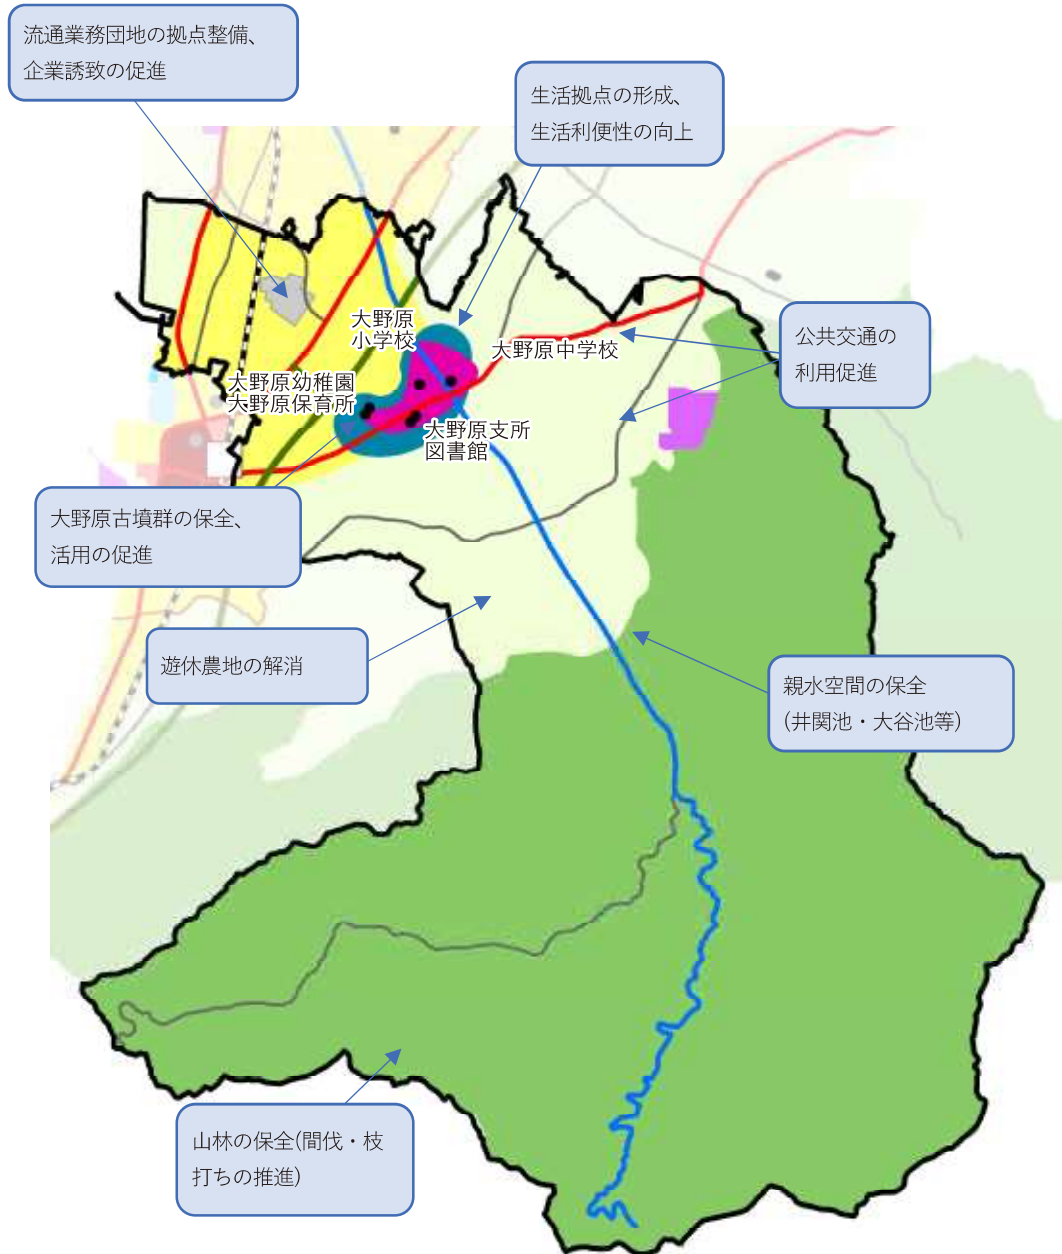 流通業務団地の拠点整備、
企業誘致の促進
生活拠点の形成、
生活利便性の向上
大野原
小学校
大野原中学校
公共交通の
利用促進
大野原幼稚園
大野原保育所
大野原支所
図書館
大野原古墳群の保全、
活用の促進
遊休農地の解消
親水空間の保全
(井関池・大谷池等)
山林の保全(間伐・枝
打ちの推進)